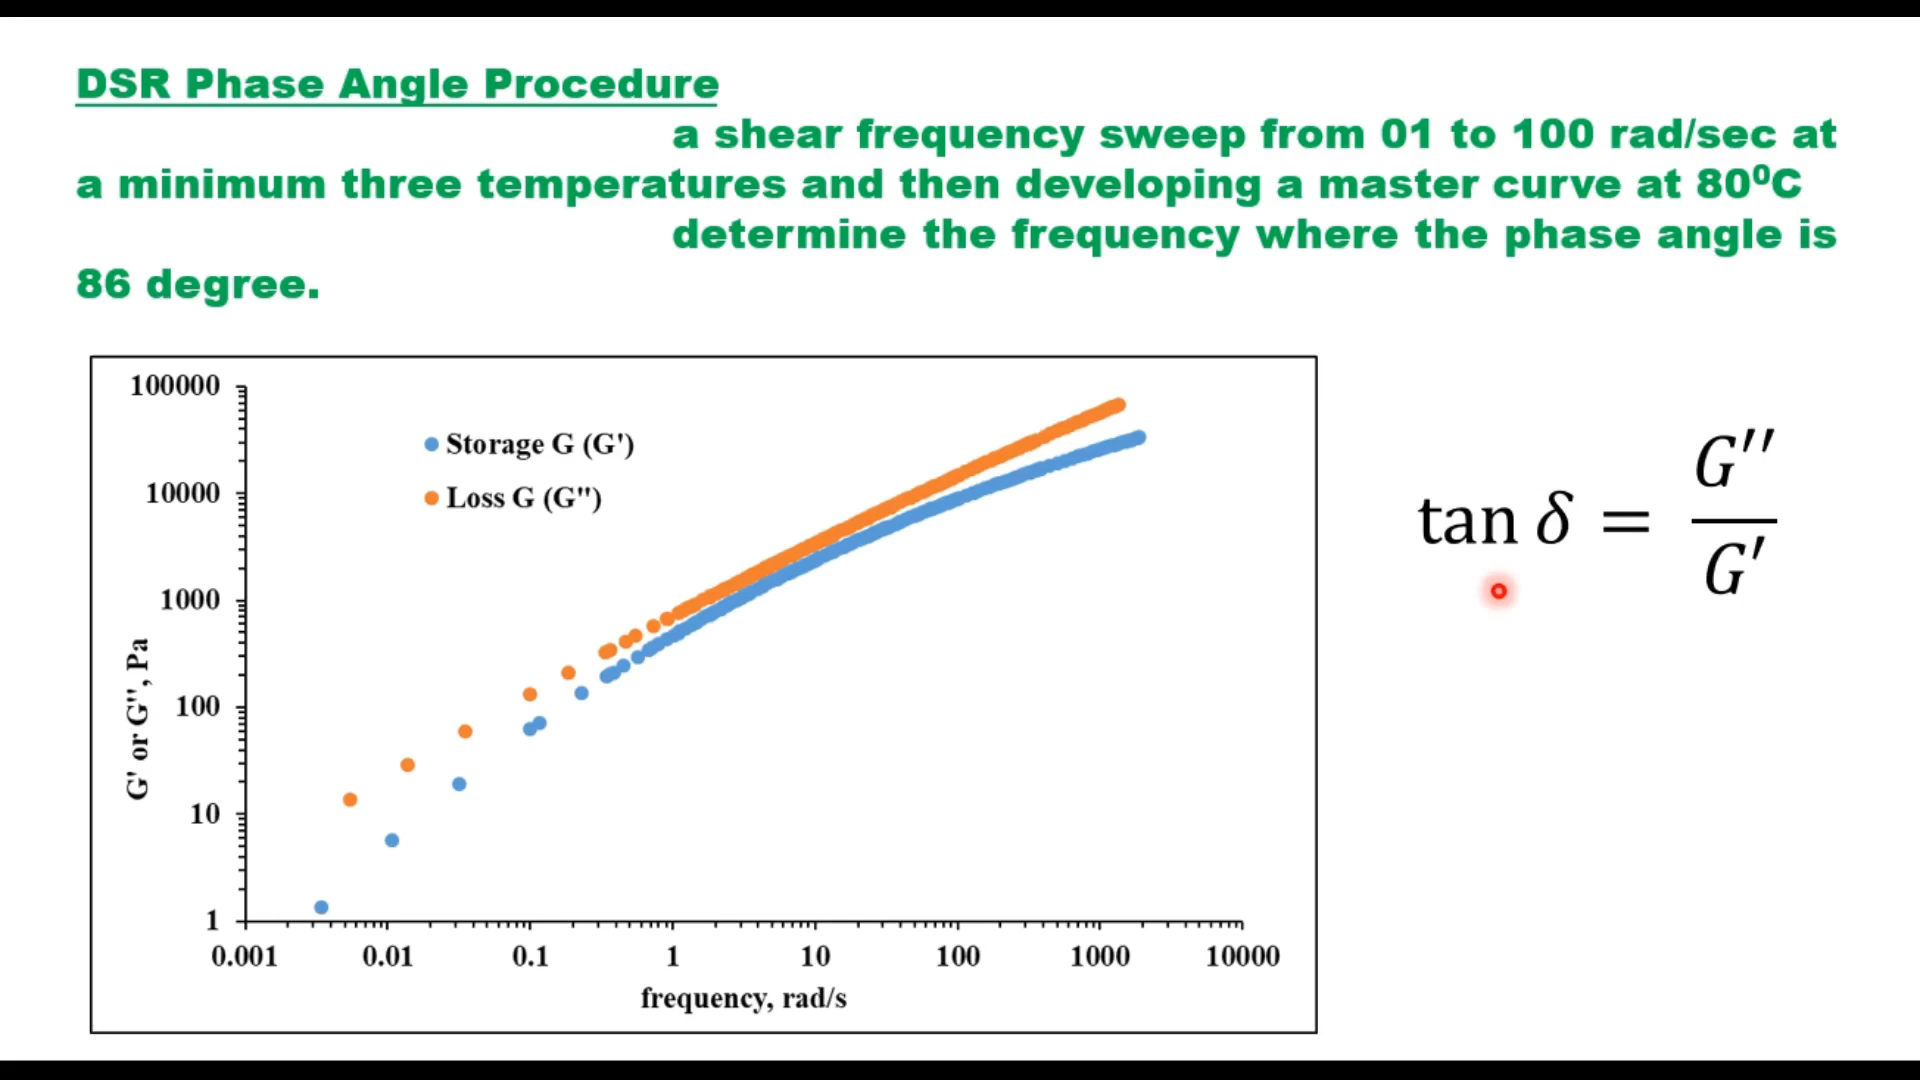 DSR Phase Angle Procedure
a shear frequency sweep from 01 to 100 rad/sec at
a minimum three temperatures and then developing a master curve at 80⁰C
determine the frequency where the phase angle is
86 degree.
100000
10000
1000
100
10
1
Storage G (G')
Loss G (G'')
G' or G'', Pa
0.001 0.01 0.1 1 10 100 1000 10000
frequency, rad/s
tan δ = G′′ / G′